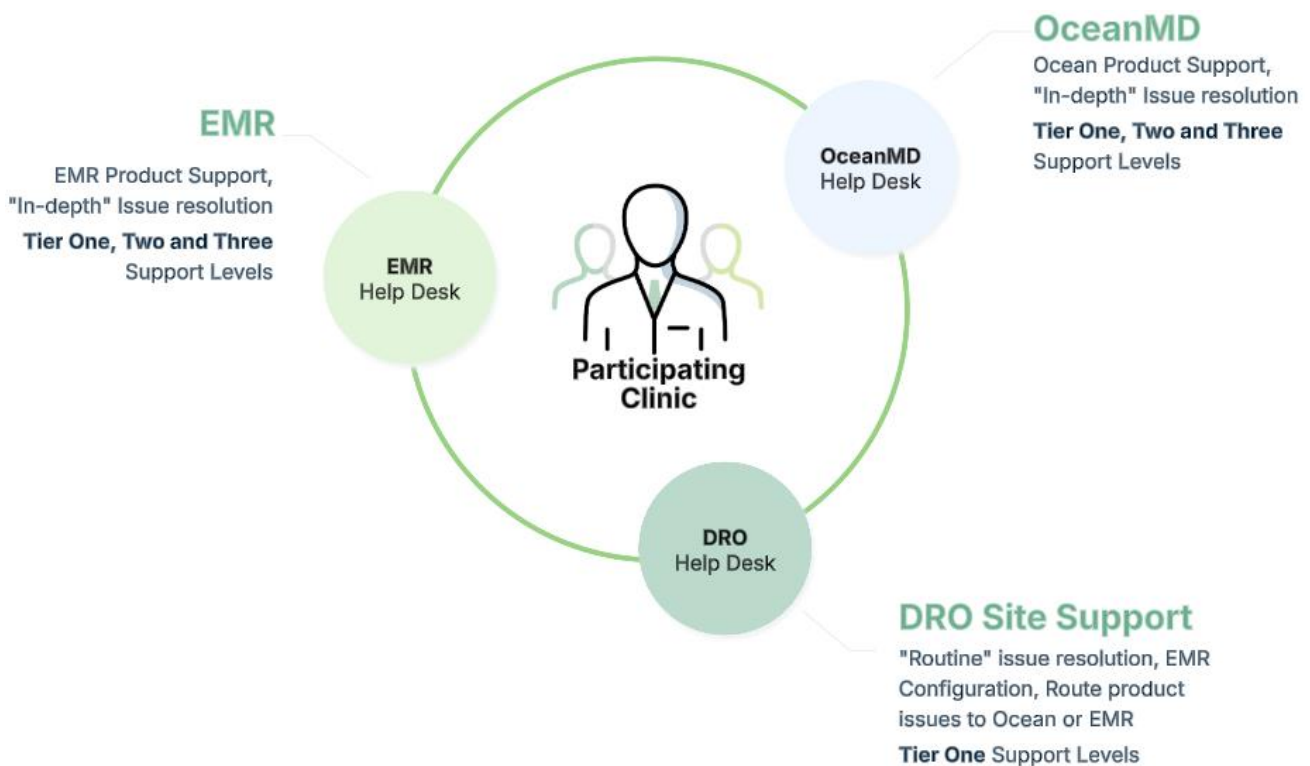 OceanMD
Ocean Product Support,
"In-depth" Issue resolution
Tier One, Two and Three
Support Levels
EMR
EMR Product Support,
"In-depth" Issue resolution
Tier One, Two and Three
Support Levels
OceanMD
Help Desk
EMR
Help Desk
Participating
Clinic
DRO
Help Desk
DRO Site Support
"Routine" issue resolution, EMR
Configuration, Route product
issues to Ocean or EMR
Tier One Support Levels